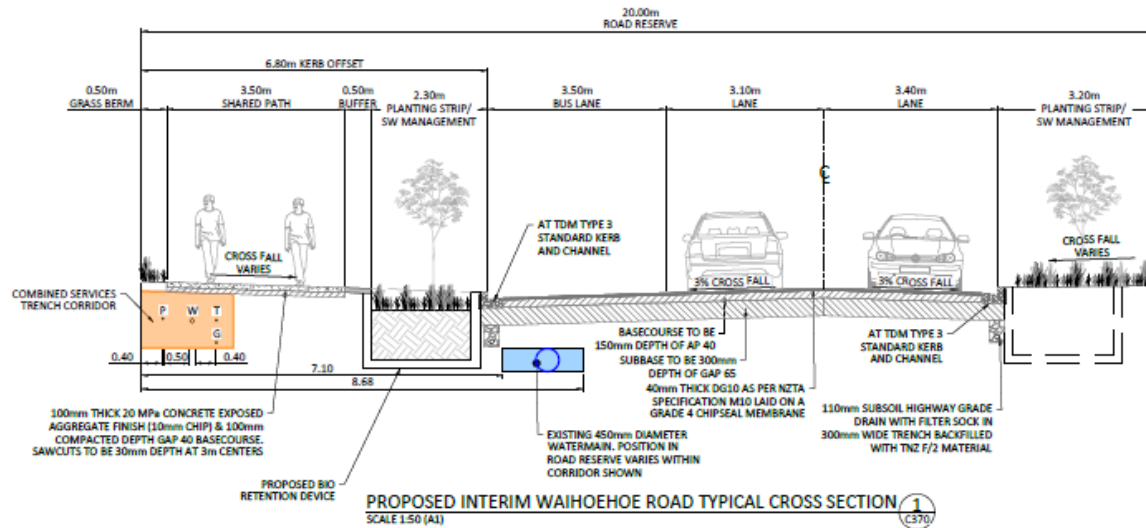 20.00m
ROAD RESERVE
6.80m KERB OFFSET
0.50m
GRASS BERM
3.50m
SHARED PATH
0.50m
BUFFER
2.30m
PLANTING STRIP/
SW MANAGEMENT
3.50m
BUS LANE
3.10m
LANE
3.40m
LANE
3.20m
PLANTING STRIP/
SW MANAGEMENT
CL
CROSS FALL
VARIES
AT TDM TYPE 3
STANDARD KERB
AND CHANNEL
CROSS FALL
VARIES
3% CROSS FALL
3% CROSS FALL
COMBINED SERVICES
TRENCH CORRIDOR
P W T
G
0.40 0.50 0.40
7.10
8.68
BASECOURSE TO BE
150mm DEPTH OF AP 40
SUBBASE TO BE 300mm
DEPTH OF GAP 65
40mm THICK DG10 AS PER NZTA
SPECIFICATION M10 LAID ON A
GRADE 4 CHIPSEAL MEMBRANE
AT TDM TYPE 3
STANDARD KERB
AND CHANNEL
100mm THICK 20 MPa CONCRETE EXPOSED
AGGREGATE FINISH (10mm CHIP) & 100mm
COMPACTED DEPTH GAP 40 BASECOURSE.
SAWCUTS TO BE 30mm DEPTH AT 3m CENTERS
110mm SUBSOIL HIGHWAY GRADE
DRAIN WITH FILTER SOCK IN
300mm WIDE TRENCH BACKFILLED
WITH TNZ F/2 MATERIAL
EXISTING 450mm DIAMETER
WATERMAIN. POSITION IN
ROAD RESERVE VARIES WITHIN
CORRIDOR SHOWN
PROPOSED BIO
RETENTION DEVICE
PROPOSED INTERIM WAIHOEHOE ROAD TYPICAL CROSS SECTION
SCALE 1:50 (A1)
1
C370